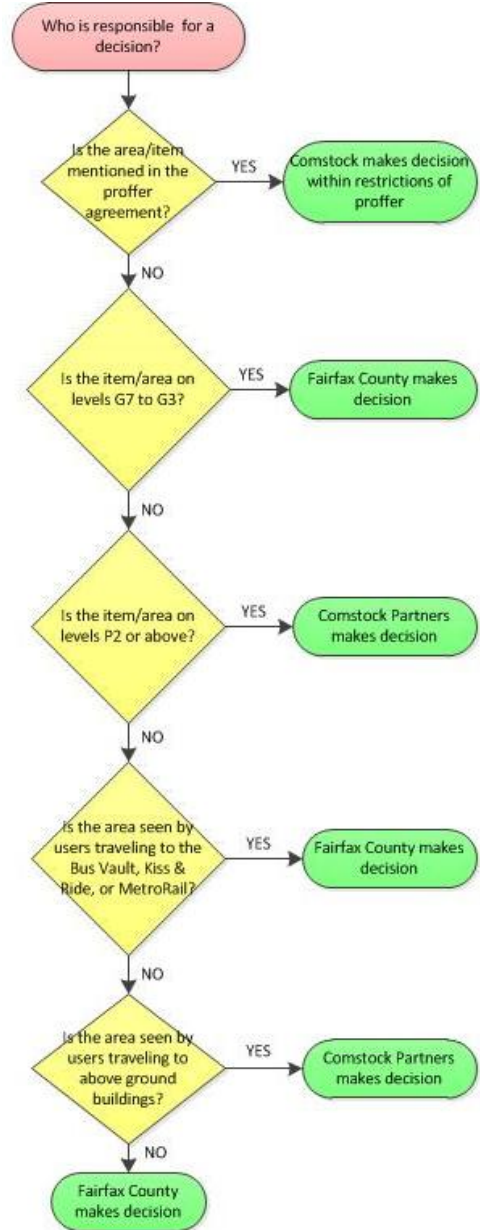 Who is responsible for a
decision?
Is the area/item
mentioned in the
proffer
agreement?
YES
Comstock makes decision
within restrictions of
proffer
NO
Is the item/area on
levels G7 to G3?
YES
Fairfax County makes
decision
NO
Is the item/area on
levels P2 or above?
YES
Comstock Partners
makes decision
NO
Is the area seen by
users traveling to the
Bus Vault, Kiss &
Ride, or MetroRail?
YES
Fairfax County makes
decision
NO
Is the area seen by
users traveling to
above ground
buildings?
YES
Comstock Partners
makes decision
NO
Fairfax County
makes decision